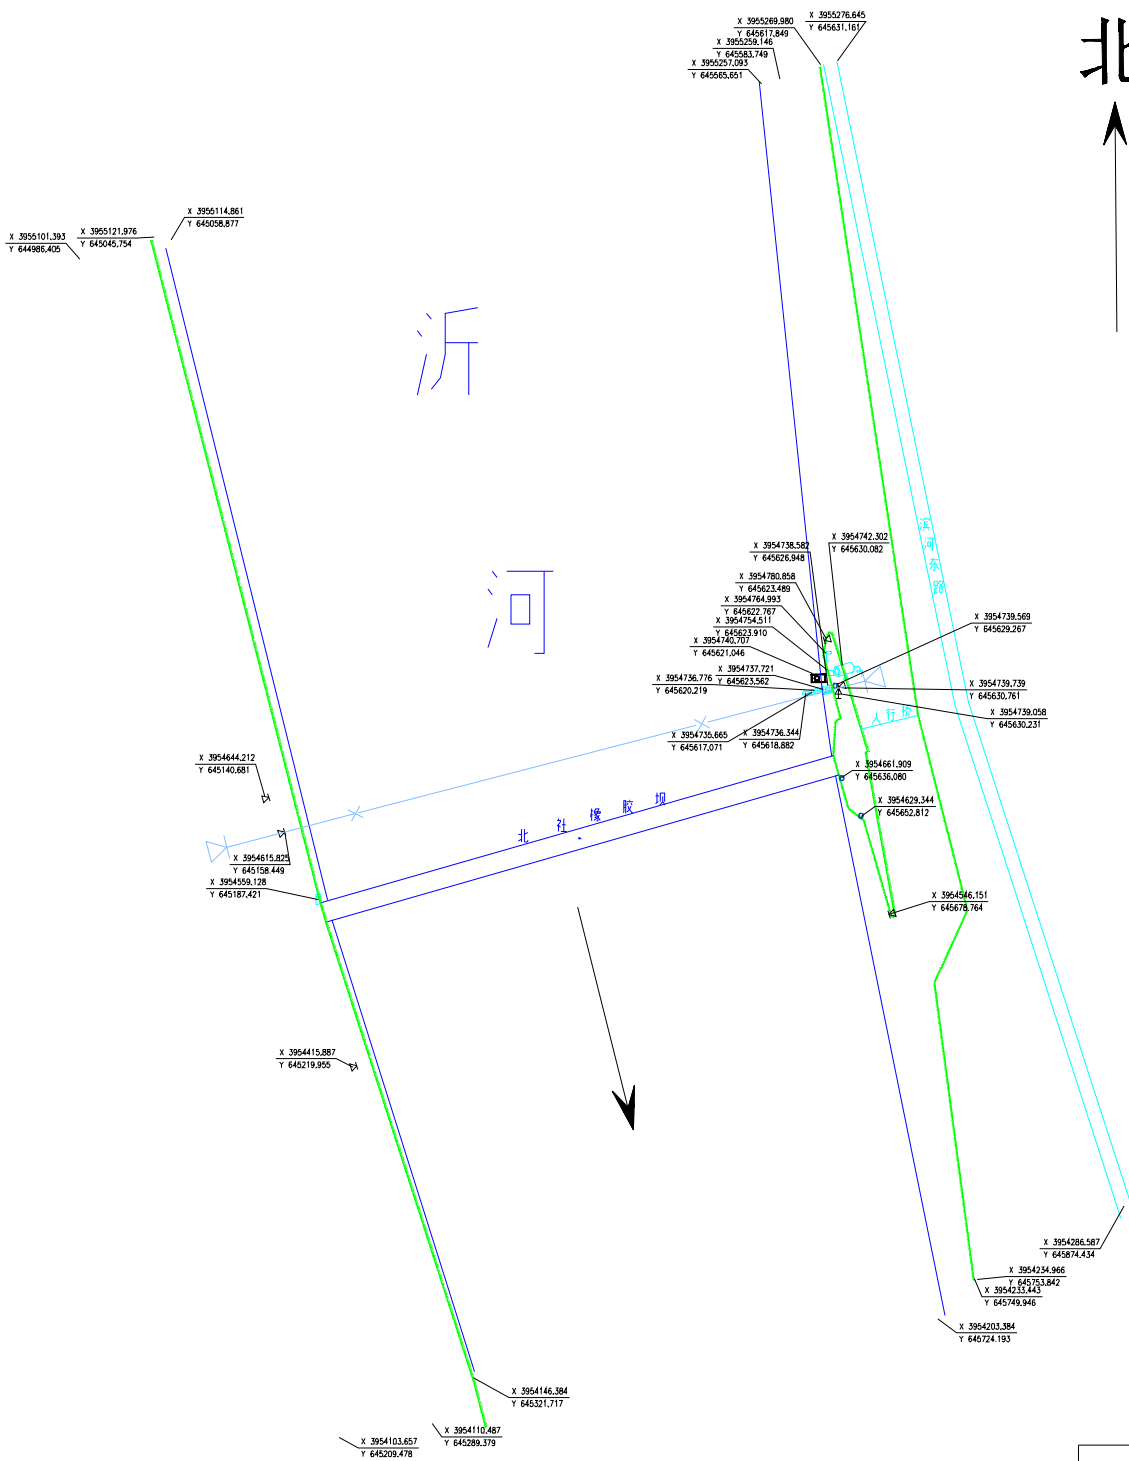 X 3955269.980
Y 645617.849
X 3955276.645
Y 645631.161
X 3955259.146
Y 645583.749
X 3955257.093
Y 645565.651
北
X 3955114.861
Y 645058.877
X 3955121.976
Y 645045.754
X 3955101.393
Y 644986.405
沂
河
滨
河
东
路
X 3954742.302
Y 645630.082
X 3954738.582
Y 645626.948
X 3954780.858
Y 645623.489
X 3954764.993
Y 645622.767
X 3954754.511
Y 645623.910
X 3954740.707
Y 645621.046
X 3954737.721
Y 645623.562
X 3954736.776
Y 645620.219
X 3954739.569
Y 645629.267
X 3954739.739
Y 645630.761
X 3954739.058
Y 645630.231
人行桥
X 3954735.665
Y 645617.071
X 3954736.344
Y 645618.882
X 3954644.212
Y 645140.681
X 3954661.909
Y 645636.080
X 3954629.344
Y 645652.812
北社橡胶坝
X 3954615.825
Y 645158.449
X 3954559.128
Y 645187.421
X 3954546.151
Y 645678.764
X 3954415.887
Y 645219.955
X 3954286.587
Y 645874.434
X 3954234.966
Y 645753.842
X 3954233.443
Y 645749.946
X 3954203.384
Y 645724.193
X 3954146.384
Y 645321.717
X 3954110.487
Y 645289.379
X 3954103.657
Y 645209.478